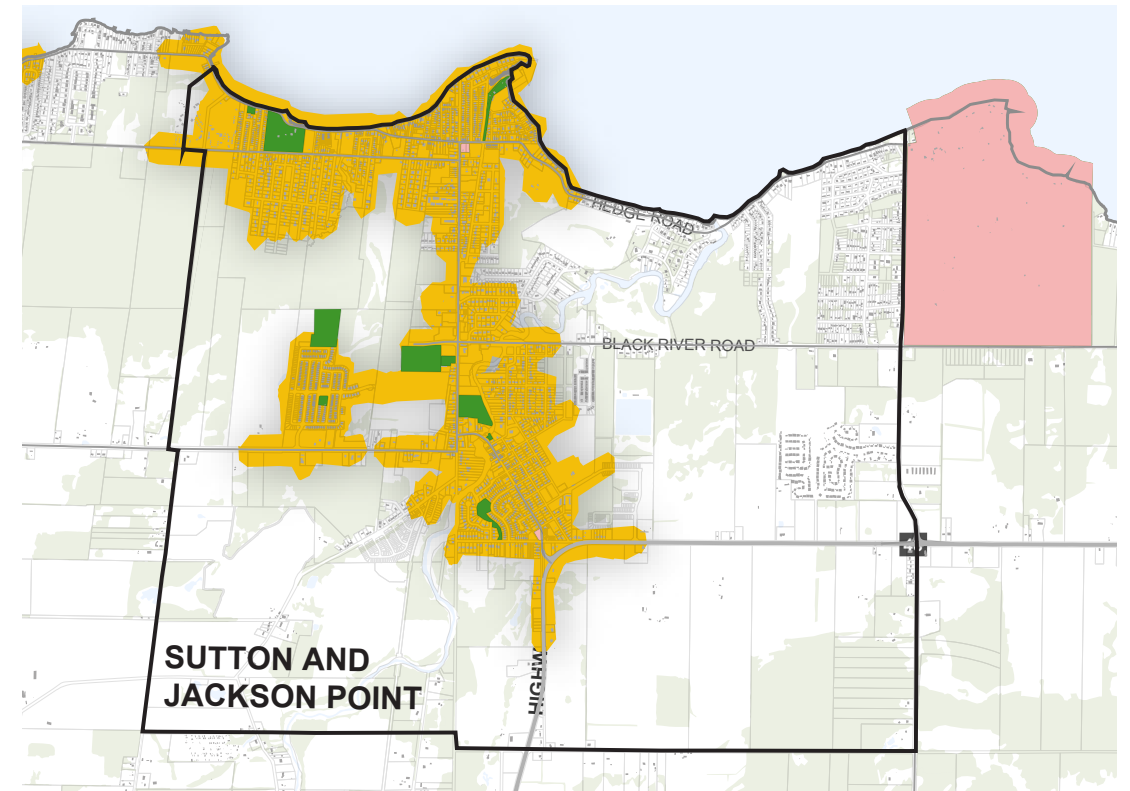 HEDGE ROAD
BLACK RIVER ROAD
SUTTON AND
JACKSON POINT
HIGHW